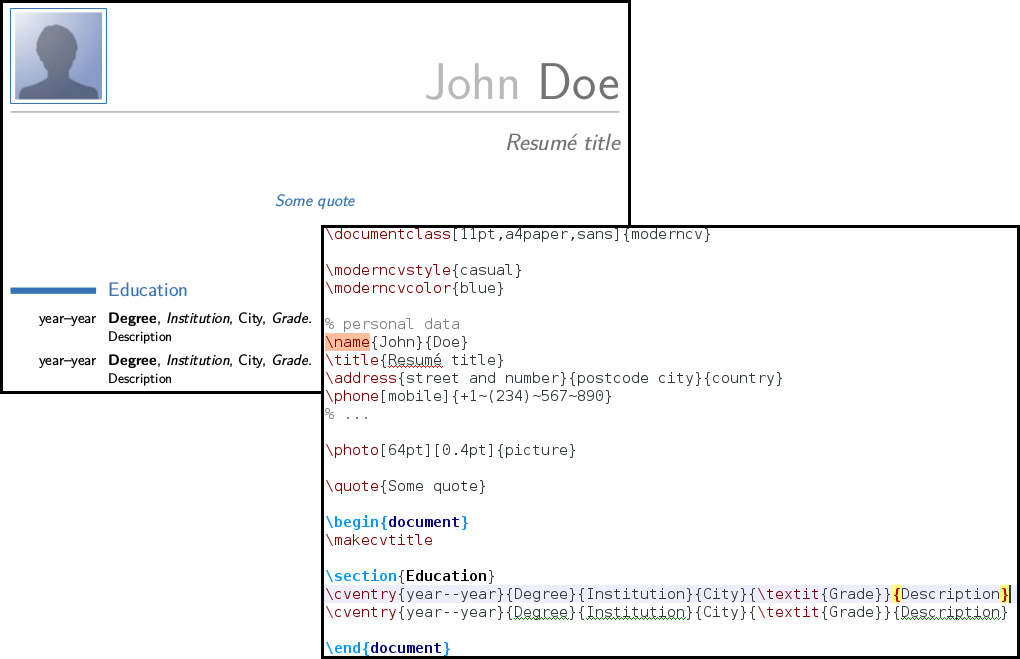 John Doe
Resumé title
Some quote
Education
year–year Degree, Institution, City, Grade.
Description
year–year Degree, Institution, City, Grade.
Description
\documentclass[11pt,a4paper,sans]{moderncv}
\moderncvstyle{casual}
\moderncvcolor{blue}
% personal data
\name{John}{Doe}
\title{Resumé title}
\address{street and number}{postcode city}{country}
\phone[mobile]{+1~(234)~567~890}
% ...
\photo[64pt][0.4pt]{picture}
\quote{Some quote}
\begin{document}
\makecvtitle
\section{Education}
\cventry{year--year}{Degree}{Institution}{City}{\textit{Grade}}{Description}
\cventry{year--year}{Degree}{Institution}{City}{\textit{Grade}}{Description}
\end{document}